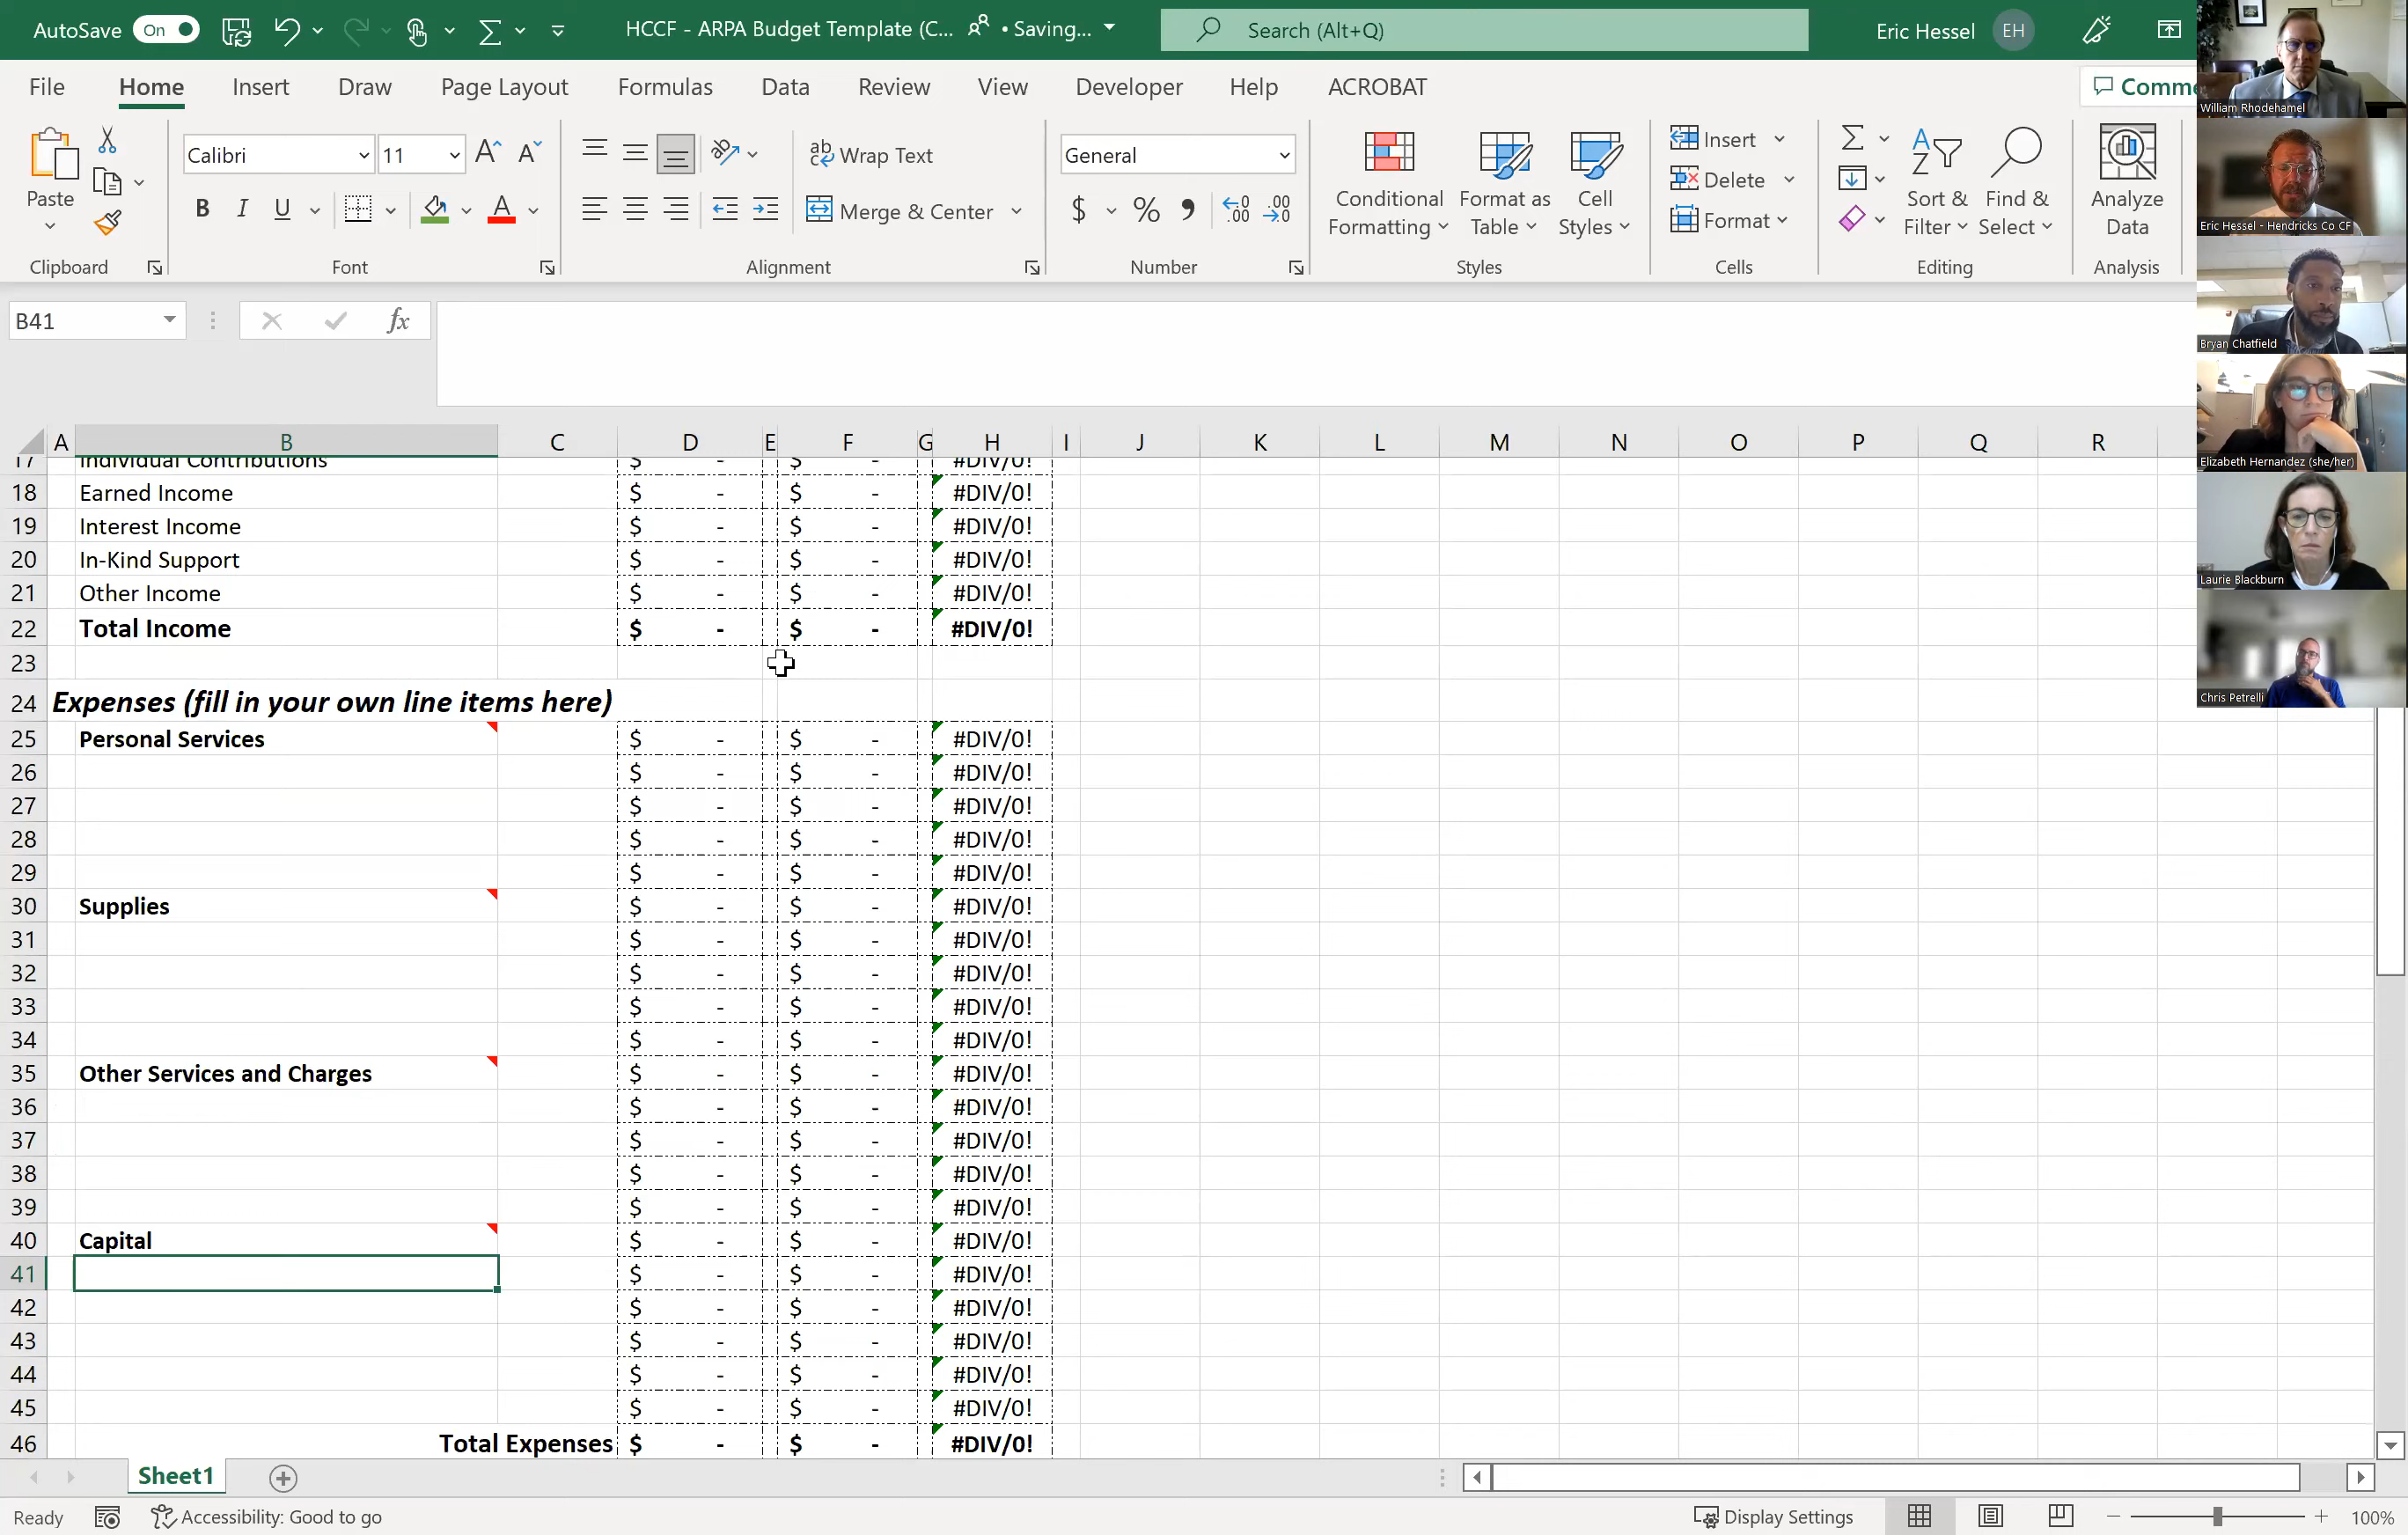 AutoSave On HCCF - ARPA Budget Template (C... • Saving... Search (Alt+Q) Eric Hessel EH
File Home Insert Draw Page Layout Formulas Data Review View Developer Help ACROBAT Comme
William Rhodehamel
Paste Calibri 11 Wrap Text General Conditional Formatting Format as Table Cell Styles Insert Delete Format Sort & Filter Find & Select Analyze Data
B I U Merge & Center $ % 
Eric Hessel - Hendricks Co CF
Clipboard Font Alignment Number Styles Cells Editing Analysis
Bryan Chatfield
B41 fx
A B C D E F G H I J K L M N O P Q R
Elizabeth Hernandez (she/her)
17 Individual Contributions $ - $ - #DIV/0!
18 Earned Income $ - $ - #DIV/0!
19 Interest Income $ - $ - #DIV/0!
20 In-Kind Support $ - $ - #DIV/0!
Laurie Blackburn
21 Other Income $ - $ - #DIV/0!
22 Total Income $ - $ - #DIV/0!
23
Chris Petrelli
24 Expenses (fill in your own line items here)
25 Personal Services $ - $ - #DIV/0!
26 $ - $ - #DIV/0!
27 $ - $ - #DIV/0!
28 $ - $ - #DIV/0!
29 $ - $ - #DIV/0!
30 Supplies $ - $ - #DIV/0!
31 $ - $ - #DIV/0!
32 $ - $ - #DIV/0!
33 $ - $ - #DIV/0!
34 $ - $ - #DIV/0!
35 Other Services and Charges $ - $ - #DIV/0!
36 $ - $ - #DIV/0!
37 $ - $ - #DIV/0!
38 $ - $ - #DIV/0!
39 $ - $ - #DIV/0!
40 Capital $ - $ - #DIV/0!
41 $ - $ - #DIV/0!
42 $ - $ - #DIV/0!
43 $ - $ - #DIV/0!
44 $ - $ - #DIV/0!
45 $ - $ - #DIV/0!
46 Total Expenses $ - $ - #DIV/0!
Sheet1
Ready Accessibility: Good to go Display Settings 100%